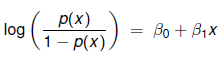 log ( p(x) / (1 − p(x)) ) = β₀ + β₁x